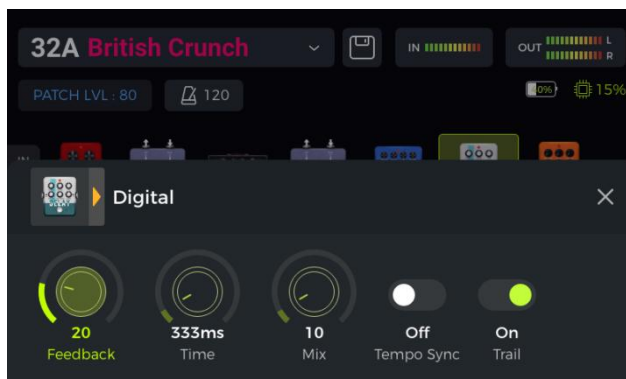 32A British Crunch
IN
OUT
L
R
PATCH LVL : 80
120
15%
Digital
20
333ms
10
Off
On
Feedback
Time
Mix
Tempo Sync
Trail